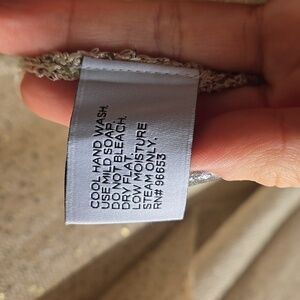 COOL HAND WASH.
USE MILD SOAP.
DO NOT BLEACH.
DRY FLAT.
LOW MOISTURE
STEAM ONLY.
RN# 96653